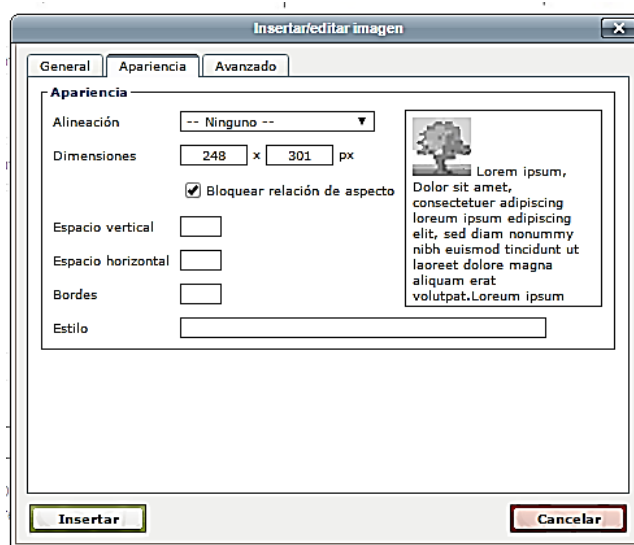 Insertar/editar imagen
General Apariencia Avanzado
Apariencia
Alineación -- Ninguno --
Dimensiones 248 x 301 px
Bloquear relación de aspecto
Espacio vertical
Espacio horizontal
Bordes
Estilo
Lorem ipsum,
Dolor sit amet,
consectetuer adipiscing
loreum ipsum edipiscing
elit, sed diam nonummy
nibh euismod tincidunt ut
laoreet dolore magna
aliquam erat
volutpat.Loreum ipsum
Insertar Cancelar